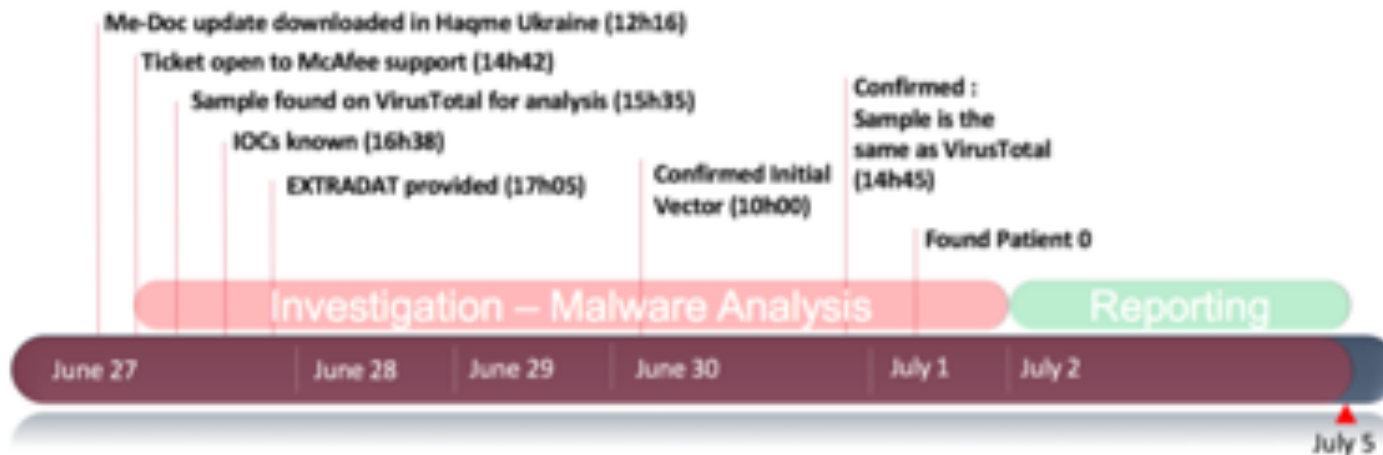 Me-Doc update downloaded in Haqme Ukraine (12h16)
Ticket open to McAfee support (14h42)
Sample found on VirusTotal for analysis (15h35)
IOCs known (16h38)
EXTRADAT provided (17h05)
Confirmed Initial
Vector (10h00)
Confirmed :
Sample is the
same as VirusTotal
(14h45)
Found Patient 0
Investigation – Malware Analysis
Reporting
June 27
June 28
June 29
June 30
July 1
July 2
July 5